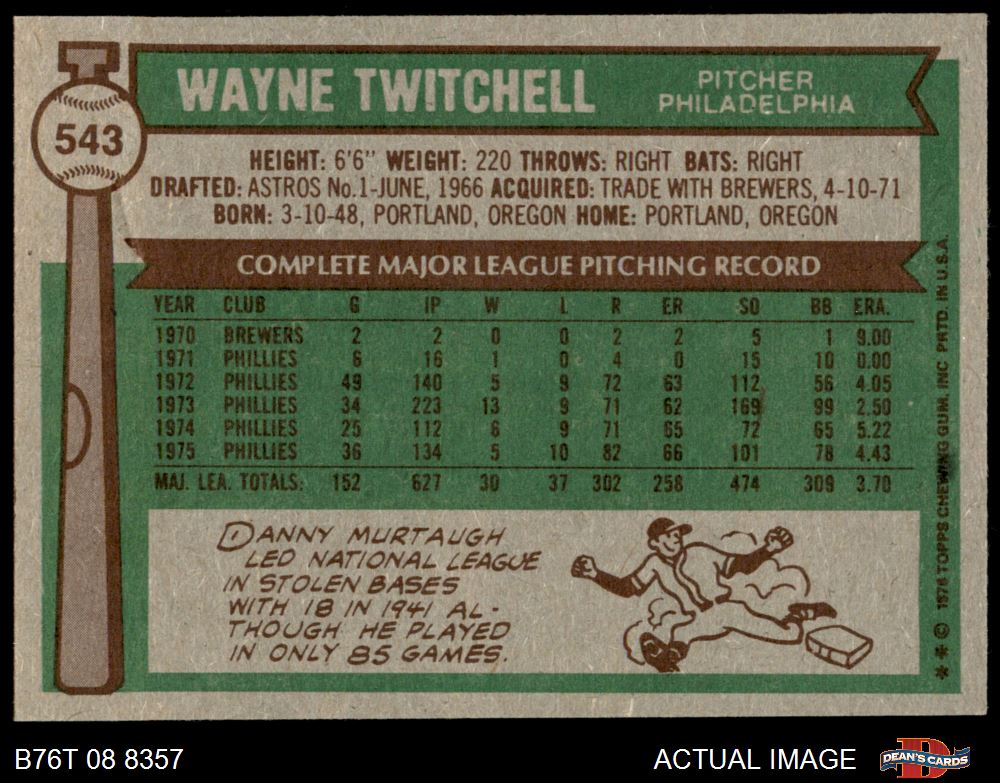 543
WAYNE TWITCHELL
PITCHER
PHILADELPHIA
HEIGHT: 6'6" WEIGHT: 220 THROWS: RIGHT BATS: RIGHT
DRAFTED: ASTROS No.1-JUNE, 1966 ACQUIRED: TRADE WITH BREWERS, 4-10-71
BORN: 3-10-48, PORTLAND, OREGON HOME: PORTLAND, OREGON
COMPLETE MAJOR LEAGUE PITCHING RECORD
YEAR CLUB G IP W L R ER SO BB ERA.
1970 BREWERS 2 2 0 0 2 2 5 1 9.00
1971 PHILLIES 6 16 1 0 4 0 15 10 0.00
1972 PHILLIES 49 140 5 9 72 63 112 56 4.05
1973 PHILLIES 34 223 13 9 71 62 169 99 2.50
1974 PHILLIES 25 112 6 9 71 65 72 65 5.22
1975 PHILLIES 36 134 5 10 82 66 101 78 4.43
MAJ. LEA. TOTALS: 152 627 30 37 302 258 474 309 3.70
DANNY MURTAUGH
LED NATIONAL LEAGUE
IN STOLEN BASES
WITH 18 IN 1941 AL-
THOUGH HE PLAYED
IN ONLY 85 GAMES.
* * © 1976 TOPPS CHEWING GUM, INC PRTD. IN U.S.A.
B76T 08 8357
ACTUAL IMAGE
DEAN'S CARDS